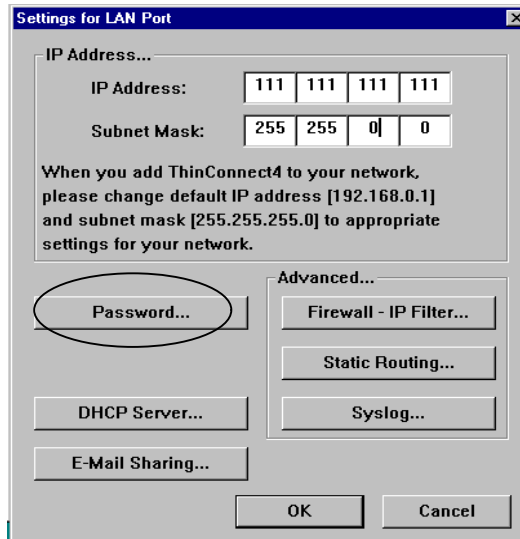 Settings for LAN Port
IP Address...
IP Address: 111 111 111 111
Subnet Mask: 255 255 0 0
When you add ThinConnect4 to your network,
please change default IP address [192.168.0.1]
and subnet mask [255.255.255.0] to appropriate
settings for your network.
Advanced...
Password...
Firewall - IP Filter...
Static Routing...
DHCP Server...
Syslog...
E-Mail Sharing...
OK
Cancel